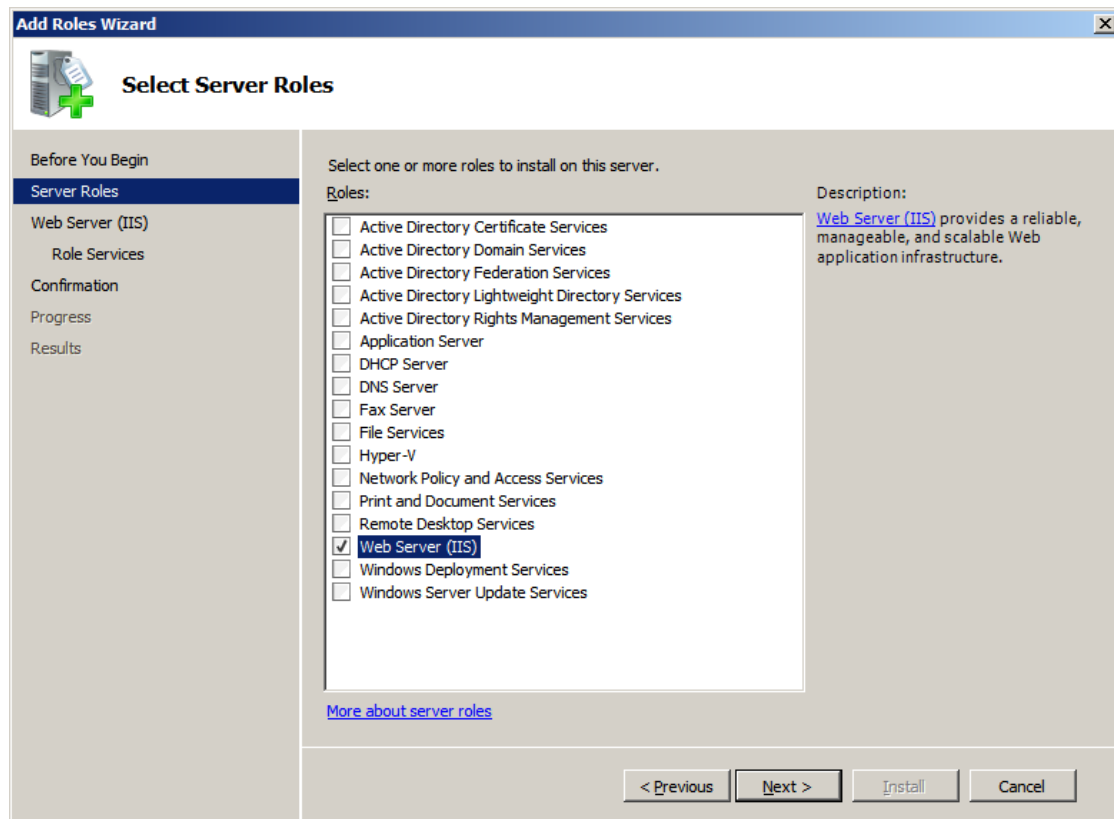 Add Roles Wizard
Select Server Roles
Before You Begin
Server Roles
Web Server (IIS)
Role Services
Confirmation
Progress
Results
Select one or more roles to install on this server.
Roles:
Active Directory Certificate Services
Active Directory Domain Services
Active Directory Federation Services
Active Directory Lightweight Directory Services
Active Directory Rights Management Services
Application Server
DHCP Server
DNS Server
Fax Server
File Services
Hyper-V
Network Policy and Access Services
Print and Document Services
Remote Desktop Services
Web Server (IIS)
Windows Deployment Services
Windows Server Update Services
More about server roles
Description:
Web Server (IIS) provides a reliable,
manageable, and scalable Web
application infrastructure.
< Previous
Next >
Install
Cancel